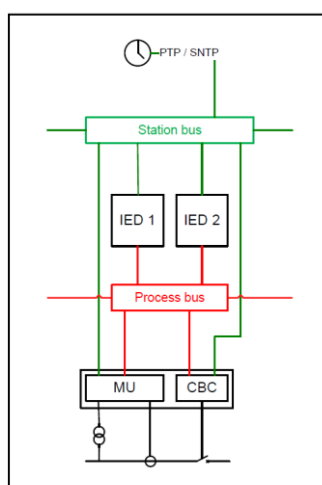 PTP / SNTP
Station bus
IED 1
IED 2
Process bus
MU
CBC